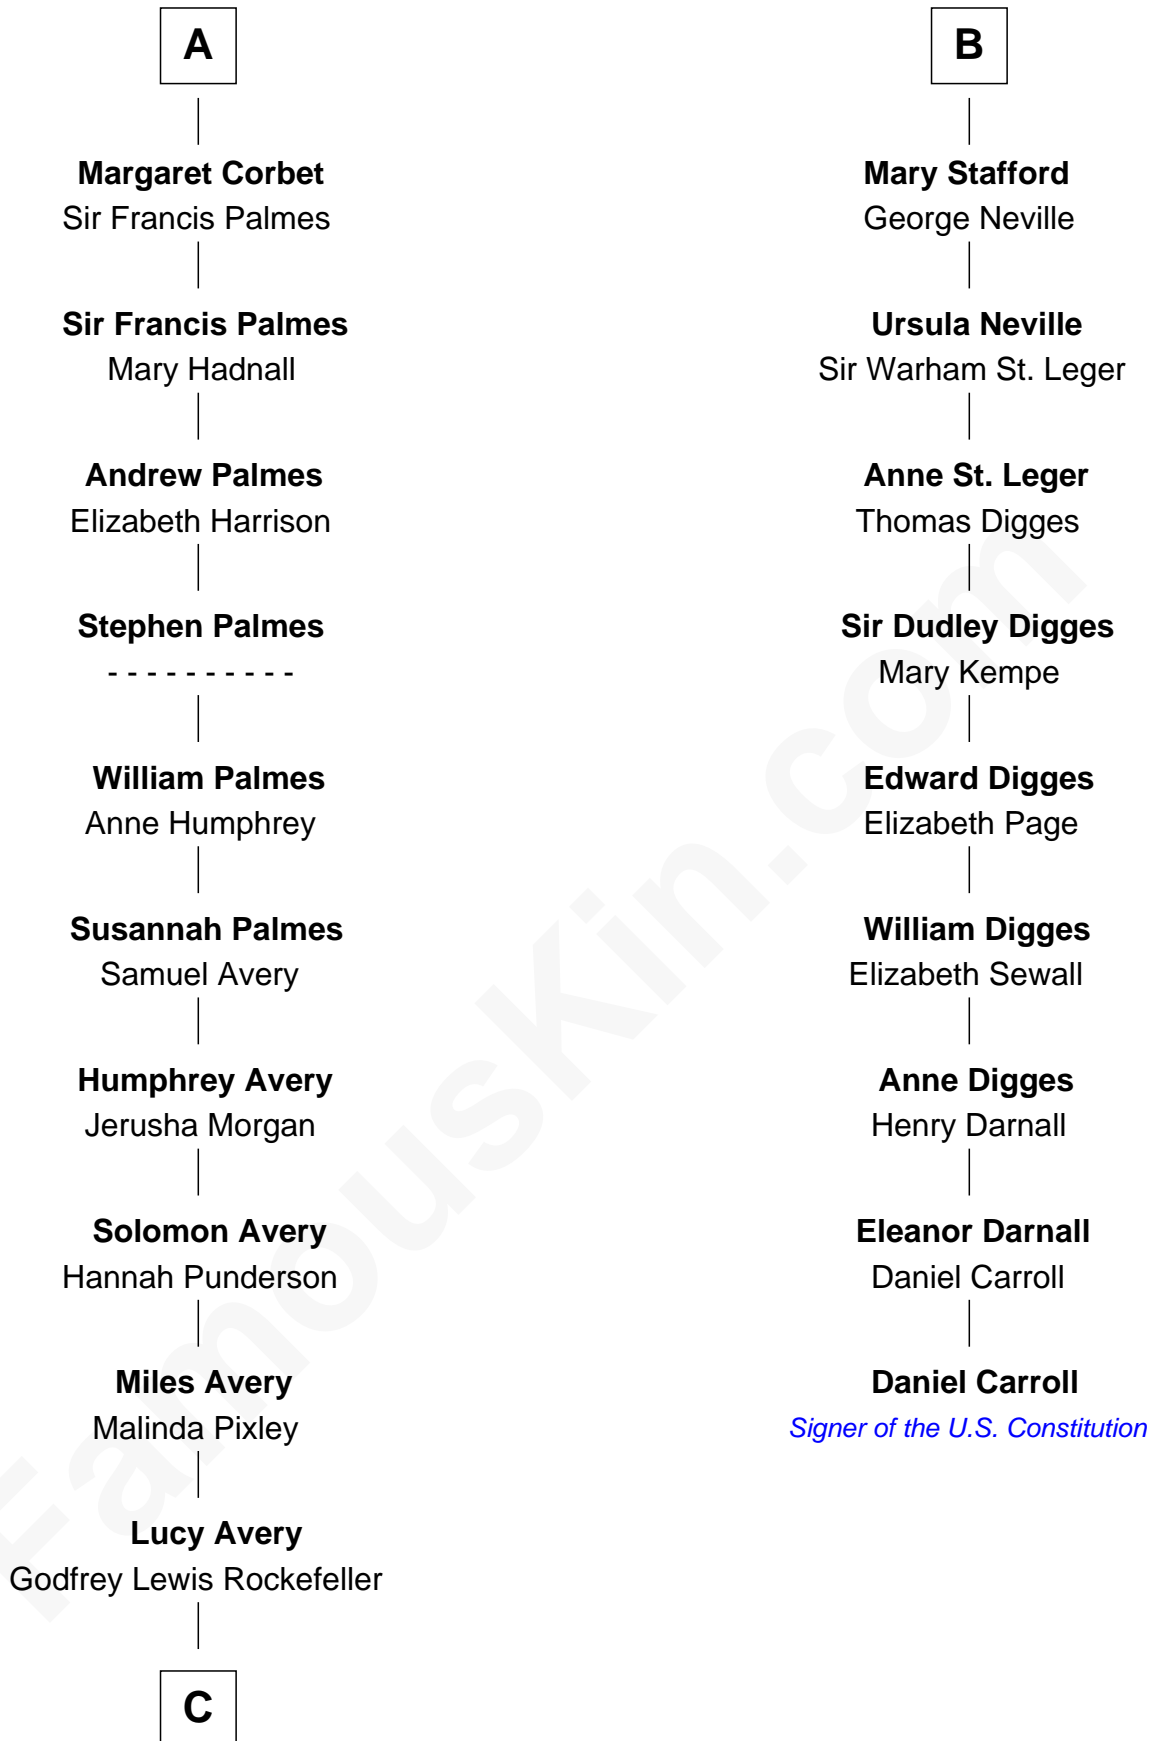 A
Margaret Corbet
Sir Francis Palmes
Sir Francis Palmes
Mary Hadnall
Andrew Palmes
Elizabeth Harrison
Stephen Palmes
- - - - - - - - - -
William Palmes
Anne Humphrey
Susannah Palmes
Samuel Avery
Humphrey Avery
Jerusha Morgan
Solomon Avery
Hannah Punderson
Miles Avery
Malinda Pixley
Lucy Avery
Godfrey Lewis Rockefeller
C
B
Mary Stafford
George Neville
Ursula Neville
Sir Warham St. Leger
Anne St. Leger
Thomas Digges
Sir Dudley Digges
Mary Kempe
Edward Digges
Elizabeth Page
William Digges
Elizabeth Sewall
Anne Digges
Henry Darnall
Eleanor Darnall
Daniel Carroll
Daniel Carroll
Signer of the U.S. Constitution
FamousKin.com